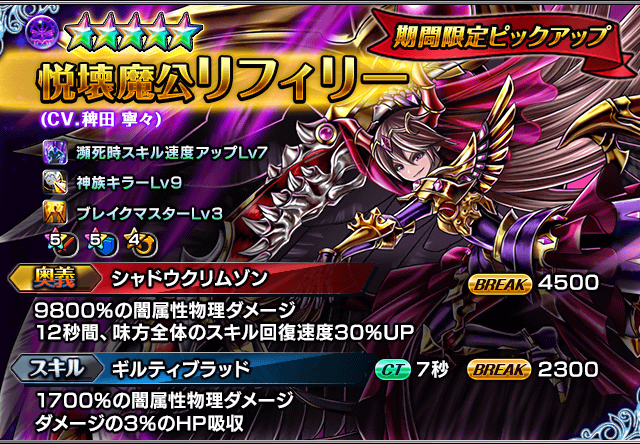 期間限定ピックアップ
悦壊魔公リフィリー
(CV.稗田 寧々)
瀕死時スキル速度アップLv7
神族キラーLv9
ブレイクマスターLv3
5 5 4
奥義 シャドウクリムゾン BREAK 4500
9800%の闇属性物理ダメージ
12秒間、味方全体のスキル回復速度30%UP
スキル ギルティブラッド CT 7秒 BREAK 2300
1700%の闇属性物理ダメージ
ダメージの3%のHP吸収